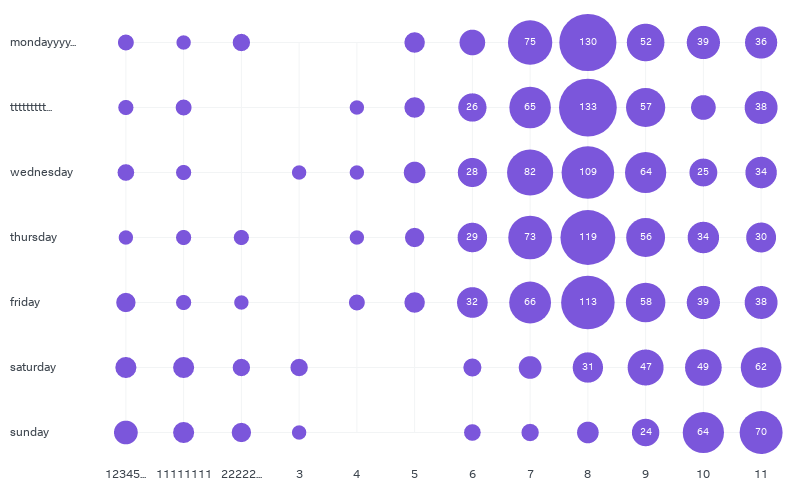 mondayyyy... 75 130 52 39 36
tttttttttt... 26 65 133 57 38
wednesday 28 82 109 64 25 34
thursday 29 73 119 56 34 30
friday 32 66 113 58 39 38
saturday 31 47 49 62
sunday 24 64 70
12345... 11111111 22222... 3 4 5 6 7 8 9 10 11